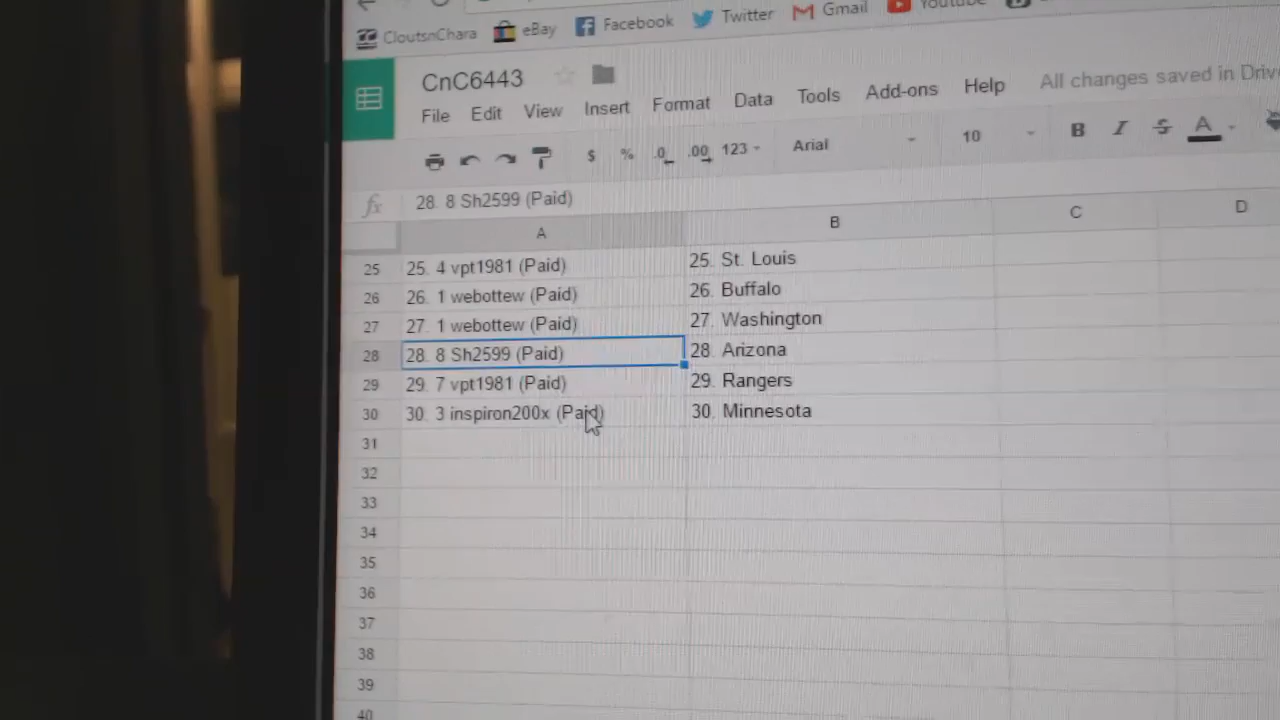 CloutsnChara eBay Facebook Twitter Gmail Youtube
CnC6443
File Edit View Insert Format Data Tools Add-ons Help All changes saved in Driv
$ % .0 .00 123 Arial 10 B I S A
fx 28. 8 Sh2599 (Paid)
A B C D
25 25. 4 vpt1981 (Paid) 25. St. Louis
26 26. 1 webottew (Paid) 26. Buffalo
27 27. 1 webottew (Paid) 27. Washington
28 28. 8 Sh2599 (Paid) 28. Arizona
29 29. 7 vpt1981 (Paid) 29. Rangers
30 30. 3 inspiron200x (Paid) 30. Minnesota
31
32
33
34
35
36
37
38
39
40